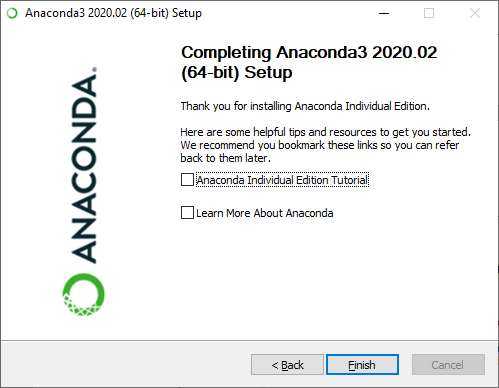 Anaconda3 2020.02 (64-bit) Setup
ANACONDA.
Completing Anaconda3 2020.02
(64-bit) Setup
Thank you for installing Anaconda Individual Edition.
Here are some helpful tips and resources to get you started.
We recommend you bookmark these links so you can refer
back to them later.
Anaconda Individual Edition Tutorial
Learn More About Anaconda
< Back
Finish
Cancel